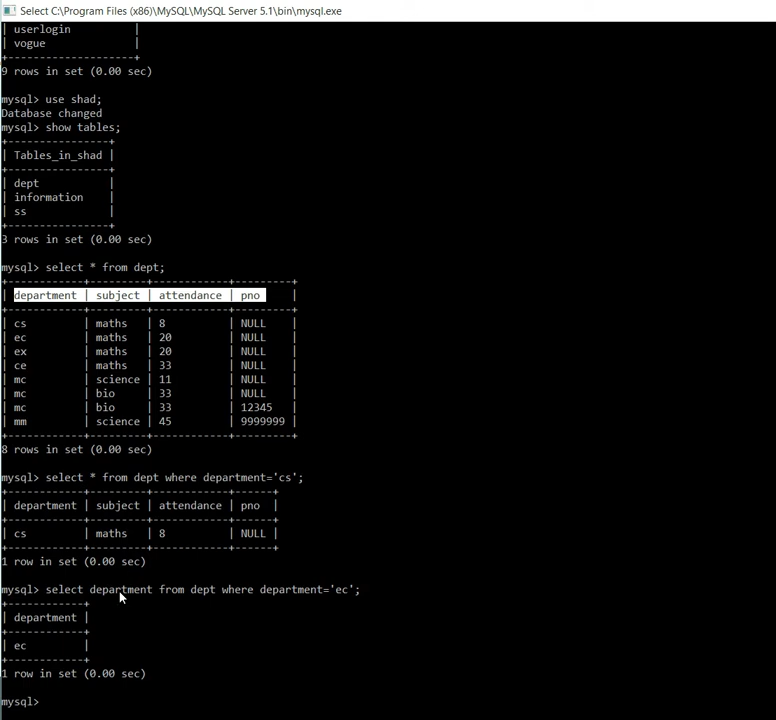 Select C:\Program Files (x86)\MySQL\MySQL Server 5.1\bin\mysql.exe
| userlogin          |
| vogue              |
+--------------------+
9 rows in set (0.00 sec)
mysql> use shad;
Database changed
mysql> show tables;
+----------------+
| Tables_in_shad |
+----------------+
| dept           |
| information    |
| ss             |
+----------------+
3 rows in set (0.00 sec)
mysql> select * from dept;
+------------+---------+------------+---------+
| department | subject | attendance | pno     |
+------------+---------+------------+---------+
| cs         | maths   | 8          | NULL    |
| ec         | maths   | 20         | NULL    |
| ex         | maths   | 20         | NULL    |
| ce         | maths   | 33         | NULL    |
| mc         | science | 11         | NULL    |
| mc         | bio     | 33         | NULL    |
| mc         | bio     | 33         | 12345   |
| mm         | science | 45         | 9999999 |
+------------+---------+------------+---------+
8 rows in set (0.00 sec)
mysql> select * from dept where department='cs';
+------------+---------+------------+------+
| department | subject | attendance | pno  |
+------------+---------+------------+------+
| cs         | maths   | 8          | NULL |
+------------+---------+------------+------+
1 row in set (0.00 sec)
mysql> select department from dept where department='ec';
+------------+
| department |
+------------+
| ec         |
+------------+
1 row in set (0.00 sec)
mysql>